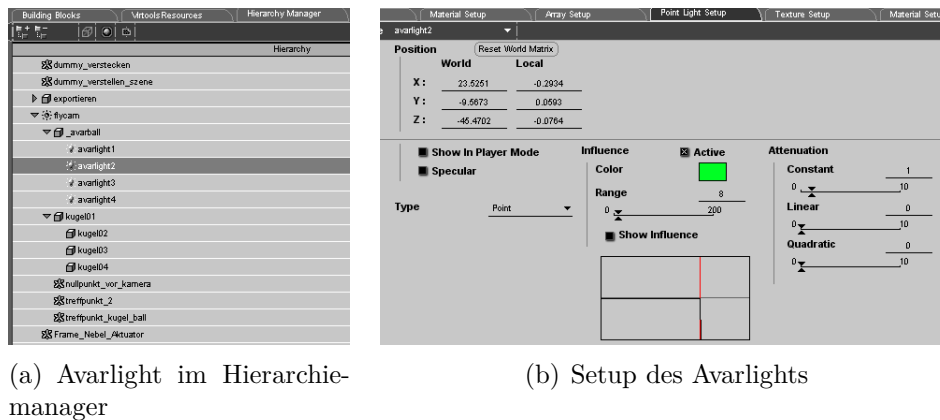 Building Blocks
Virtools Resources
Hierarchy Manager
Hierarchy
dummy_verstecken
dummy_verstellen_szene
exportieren
flycam
_avarball
avarlight1
avarlight2
avarlight3
avarlight4
kugel01
kugel02
kugel03
kugel04
nullpunkt_vor_kamera
treffpunkt_2
treffpunkt_kugel_ball
Frame_Nebel_Aktuator
(a) Avarlight im Hierarchie-
manager
Material Setup
Array Setup
Point Light Setup
Texture Setup
Material Setu
avarlight2
Position Reset World Matrix
World Local
X : 23.5251 -0.2934
Y : -9.5673 0.0593
Z : -45.4702 -0.0764
Show In Player Mode
Specular
Type Point
Influence Active
Color
Range 8
0 200
Show Influence
Attenuation
Constant 1
0 10
Linear 0
0 10
Quadratic 0
0 10
(b) Setup des Avarlights